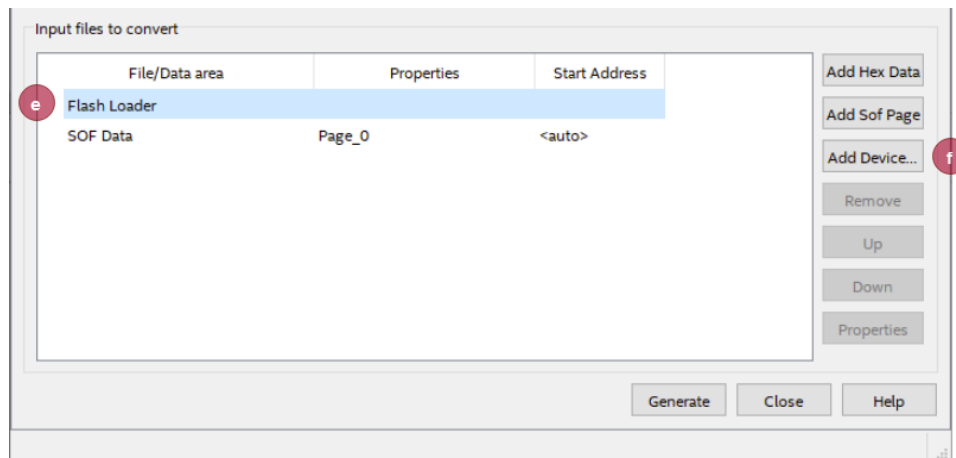 Input files to convert
File/Data area Properties Start Address
Add Hex Data
e Flash Loader
Add Sof Page
SOF Data Page_0 <auto>
Add Device... f
Remove
Up
Down
Properties
Generate Close Help